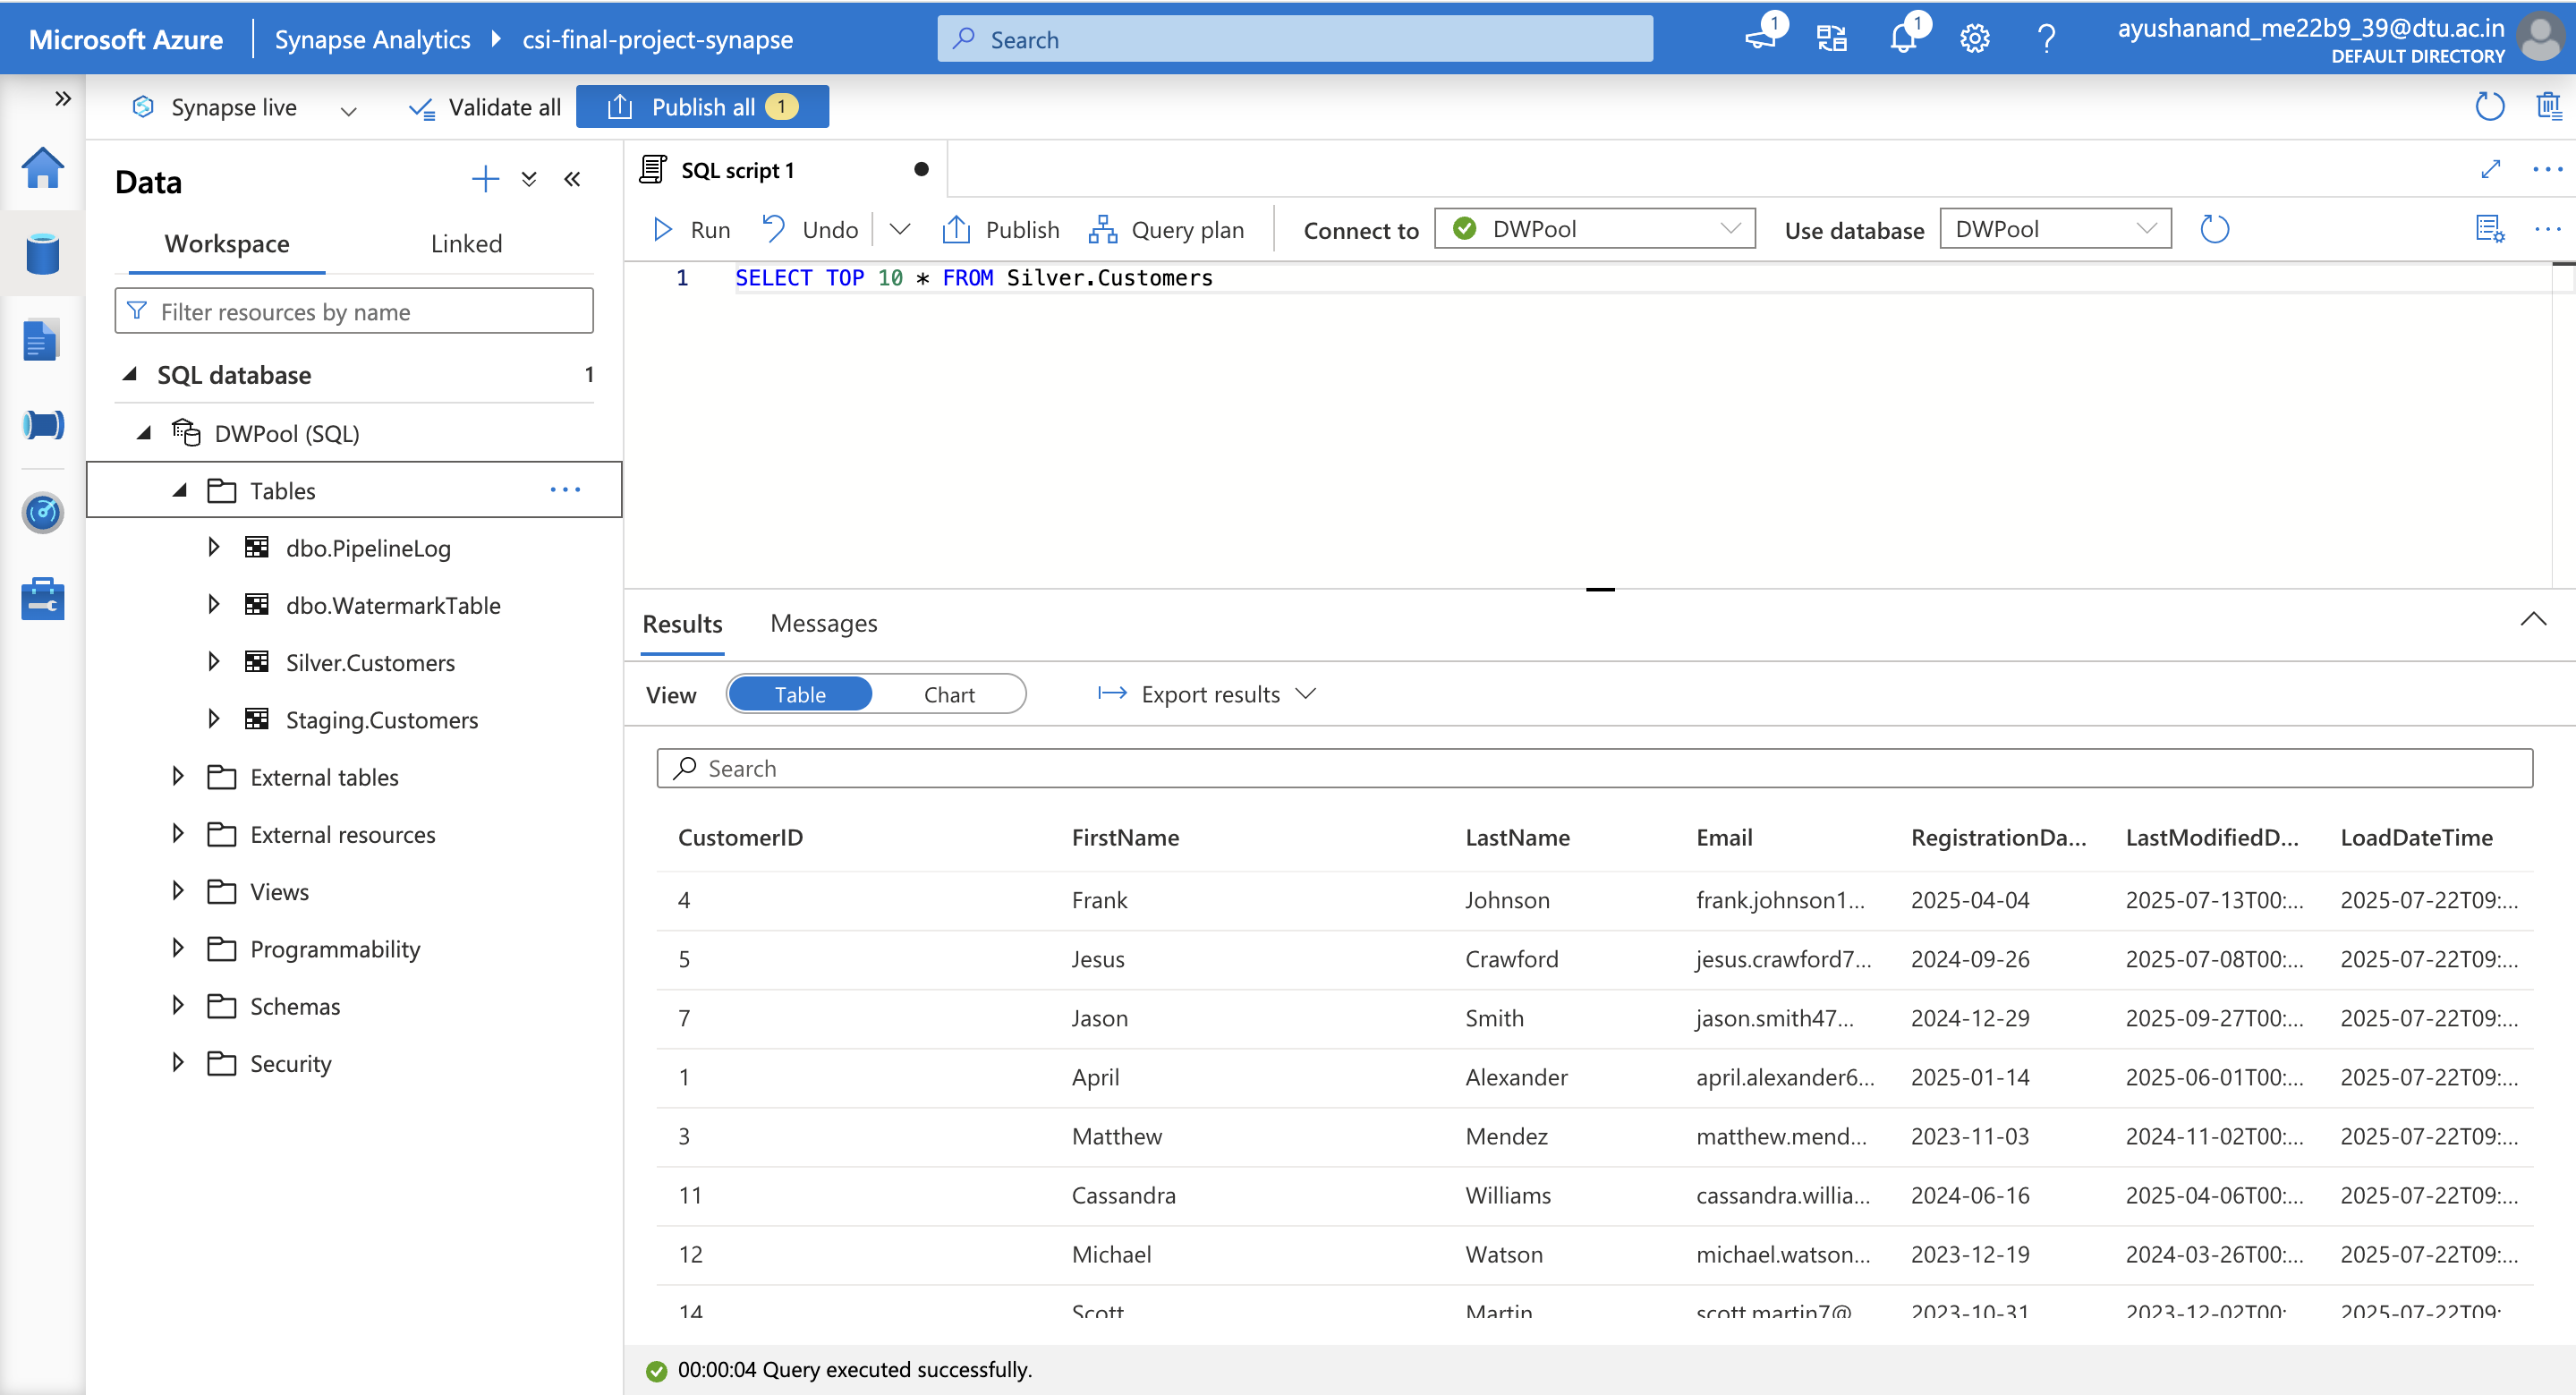 Microsoft Azure Synapse Analytics csi-final-project-synapse Search 1 1 ayushanand_me22b9_39@dtu.ac.in
DEFAULT DIRECTORY
Synapse live Validate all Publish all 1
Data
Workspace Linked
Filter resources by name
SQL database 1
DWPool (SQL)
Tables
dbo.PipelineLog
dbo.WatermarkTable
Silver.Customers
Staging.Customers
External tables
External resources
Views
Programmability
Schemas
Security
SQL script 1
Run Undo Publish Query plan Connect to DWPool Use database DWPool
1 SELECT TOP 10 * FROM Silver.Customers
Results Messages
View Table Chart Export results
Search
CustomerID FirstName LastName Email RegistrationDa... LastModifiedD... LoadDateTime
4 Frank Johnson frank.johnson1... 2025-04-04 2025-07-13T00:... 2025-07-22T09:...
5 Jesus Crawford jesus.crawford7... 2024-09-26 2025-07-08T00:... 2025-07-22T09:...
7 Jason Smith jason.smith47... 2024-12-29 2025-09-27T00:... 2025-07-22T09:...
1 April Alexander april.alexander6... 2025-01-14 2025-06-01T00:... 2025-07-22T09:...
3 Matthew Mendez matthew.mend... 2023-11-03 2024-11-02T00:... 2025-07-22T09:...
11 Cassandra Williams cassandra.willia... 2024-06-16 2025-04-06T00:... 2025-07-22T09:...
12 Michael Watson michael.watson... 2023-12-19 2024-03-26T00:... 2025-07-22T09:...
14 Scott Martin scott.martin7@ 2023-10-31 2023-12-02T00: 2025-07-22T09:
00:00:04 Query executed successfully.